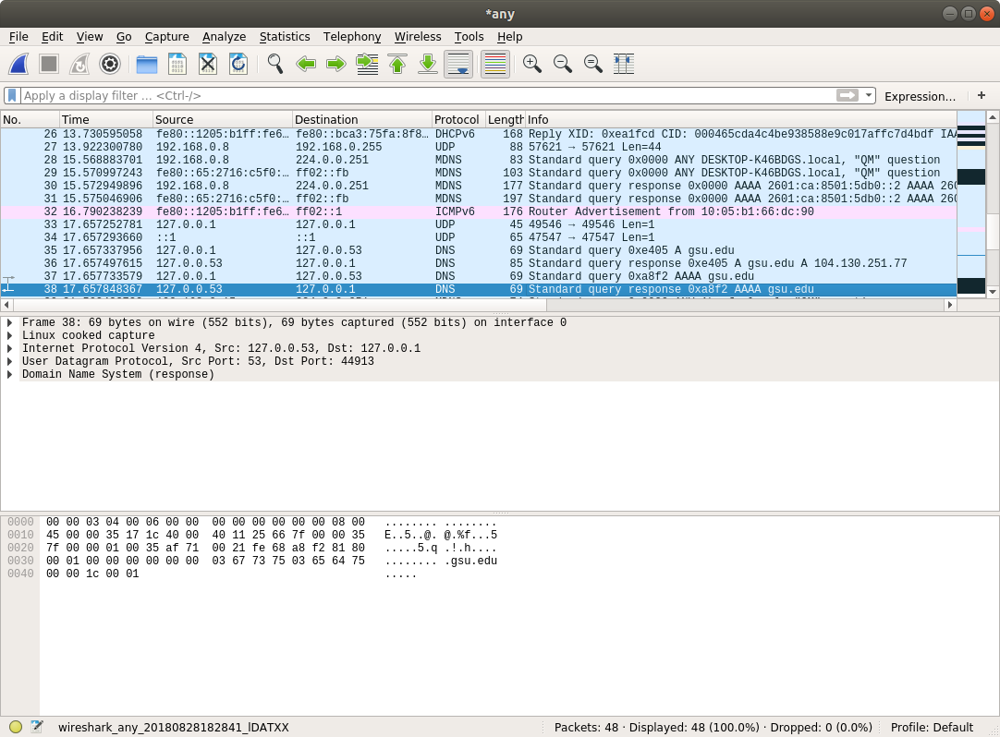 *any
File Edit View Go Capture Analyze Statistics Telephony Wireless Tools Help
Apply a display filter ... <Ctrl-/> Expression... +
No. Time Source Destination Protocol Length Info
26 13.730595058 fe80::1205:b1ff:fe6… fe80::bca3:75fa:8f8… DHCPv6 168 Reply XID: 0xea1fcd CID: 000465cda4c4be938588e9c017affc7d4bdf IAA
27 13.922300780 192.168.0.8 192.168.0.255 UDP 88 57621 → 57621 Len=44
28 15.568883701 192.168.0.8 224.0.0.251 MDNS 83 Standard query 0x0000 ANY DESKTOP-K46BDGS.local, "QM" question
29 15.570997243 fe80::65:2716:c5f0:… ff02::fb MDNS 103 Standard query 0x0000 ANY DESKTOP-K46BDGS.local, "QM" question
30 15.572949896 192.168.0.8 224.0.0.251 MDNS 177 Standard query response 0x0000 AAAA 2601:ca:8501:5db0::2 AAAA 260
31 15.575046906 fe80::65:2716:c5f0:… ff02::fb MDNS 197 Standard query response 0x0000 AAAA 2601:ca:8501:5db0::2 AAAA 260
32 16.790238239 fe80::1205:b1ff:fe6… ff02::1 ICMPv6 176 Router Advertisement from 10:05:b1:66:dc:90
33 17.657252781 127.0.0.1 127.0.0.1 UDP 45 49546 → 49546 Len=1
34 17.657293660 ::1 ::1 UDP 65 47547 → 47547 Len=1
35 17.657337956 127.0.0.1 127.0.0.53 DNS 69 Standard query 0xe405 A gsu.edu
36 17.657497615 127.0.0.53 127.0.0.1 DNS 85 Standard query response 0xe405 A gsu.edu A 104.130.251.77
37 17.657733579 127.0.0.1 127.0.0.53 DNS 69 Standard query 0xa8f2 AAAA gsu.edu
38 17.657848367 127.0.0.53 127.0.0.1 DNS 69 Standard query response 0xa8f2 AAAA gsu.edu
Frame 38: 69 bytes on wire (552 bits), 69 bytes captured (552 bits) on interface 0
Linux cooked capture
Internet Protocol Version 4, Src: 127.0.0.53, Dst: 127.0.0.1
User Datagram Protocol, Src Port: 53, Dst Port: 44913
Domain Name System (response)
0000 00 00 03 04 00 06 00 00 00 00 00 00 00 00 08 00 ........ ........
0010 45 00 00 35 17 1c 40 00 40 11 25 66 7f 00 00 35 E..5..@. @.%f...5
0020 7f 00 00 01 00 35 af 71 00 21 fe 68 a8 f2 81 80 .....5.q .!.h....
0030 00 01 00 00 00 00 00 00 03 67 73 75 03 65 64 75 ........ .gsu.edu
0040 00 00 1c 00 01 .....
wireshark_any_20180828182841_lDATXX Packets: 48 · Displayed: 48 (100.0%) · Dropped: 0 (0.0%) Profile: Default